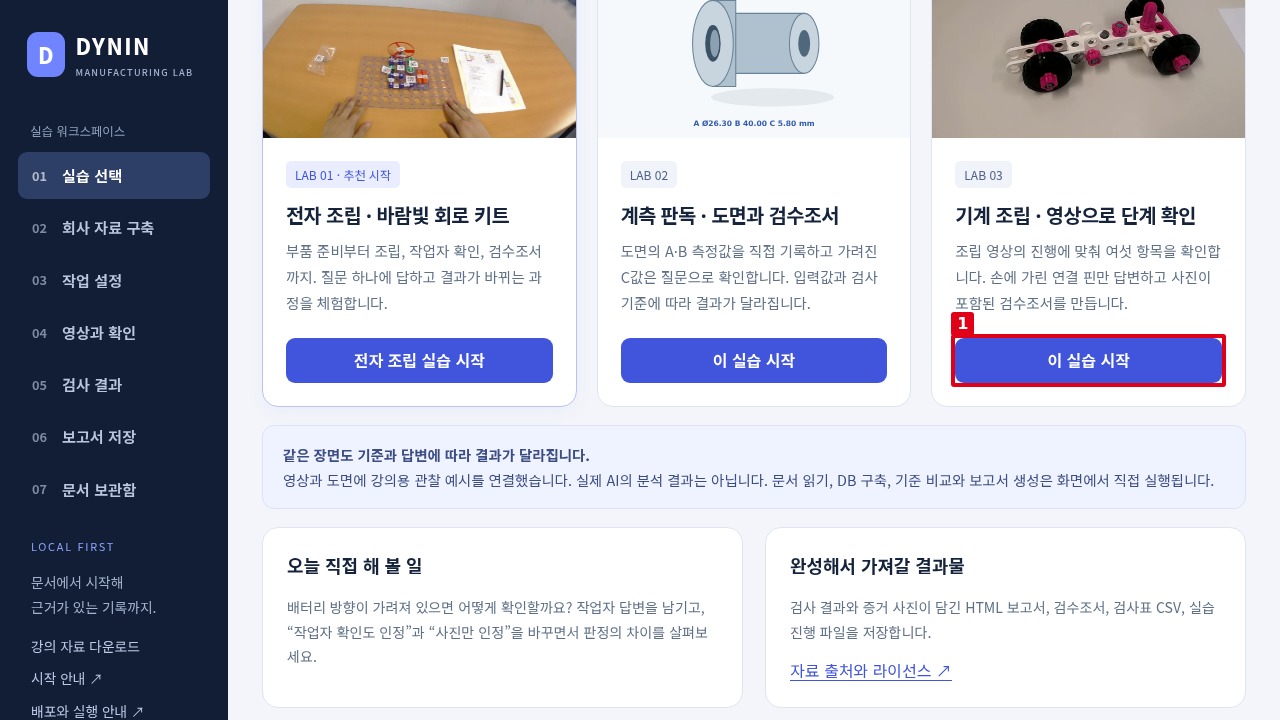 D
DYNIN
MANUFACTURING LAB
실습 워크스페이스
01 실습 선택
02 회사 자료 구축
03 작업 설정
04 영상과 확인
05 검사 결과
06 보고서 저장
07 문서 보관함
LOCAL FIRST
문서에서 시작해
근거가 있는 기록까지.
강의 자료 다운로드
시작 안내 ↗
배포와 실행 안내 ↗
LAB 01 · 추천 시작
전자 조립 · 바람빛 회로 키트
부품 준비부터 조립, 작업자 확인, 검수조서
까지. 질문 하나에 답하고 결과가 바뀌는 과
정을 체험합니다.
전자 조립 실습 시작
A Ø26.30 B 40.00 C 5.80 mm
LAB 02
계측 판독 · 도면과 검수조서
도면의 A·B 측정값을 직접 기록하고 가려진
C값은 질문으로 확인합니다. 입력값과 검사
기준에 따라 결과가 달라집니다.
이 실습 시작
LAB 03
기계 조립 · 영상으로 단계 확인
조립 영상의 진행에 맞춰 여섯 항목을 확인합
니다. 손에 가린 연결 핀만 답변하고 사진이
포함된 검수조서를 만듭니다.
1
이 실습 시작
같은 장면도 기준과 답변에 따라 결과가 달라집니다.
영상과 도면에 강의용 관찰 예시를 연결했습니다. 실제 AI의 분석 결과는 아닙니다. 문서 읽기, DB 구축, 기준 비교와 보고서 생성은 화면에서 직접 실행됩니다.
오늘 직접 해 볼 일
배터리 방향이 가려져 있으면 어떻게 확인할까요? 작업자 답변을 남기고,
“작업자 확인도 인정”과 “사진만 인정”을 바꾸면서 판정의 차이를 살펴보
세요.
완성해서 가져갈 결과물
검사 결과와 증거 사진이 담긴 HTML 보고서, 검수조서, 검사표 CSV, 실습
진행 파일을 저장합니다.
자료 출처와 라이선스 ↗